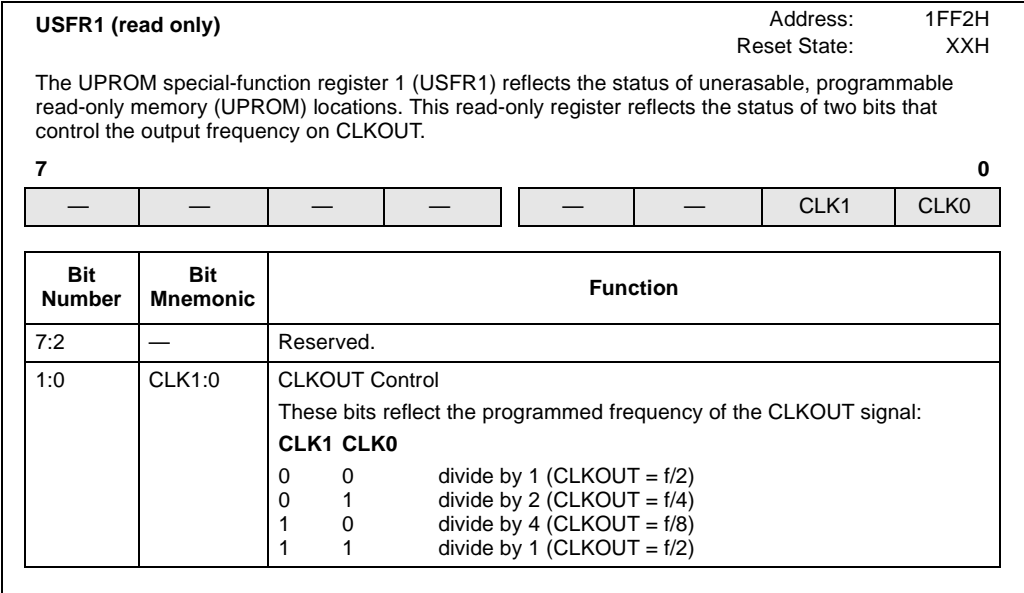 USFR1 (read only) Address: 1FF2H
Reset State: XXH
The UPROM special-function register 1 (USFR1) reflects the status of unerasable, programmable
read-only memory (UPROM) locations. This read-only register reflects the status of two bits that
control the output frequency on CLKOUT.
7 0
— — — — — — CLK1 CLK0
Bit Number Bit Mnemonic Function
7:2 — Reserved.
1:0 CLK1:0 CLKOUT Control
These bits reflect the programmed frequency of the CLKOUT signal:
CLK1 CLK0
0 0 divide by 1 (CLKOUT = f/2)
0 1 divide by 2 (CLKOUT = f/4)
1 0 divide by 4 (CLKOUT = f/8)
1 1 divide by 1 (CLKOUT = f/2)